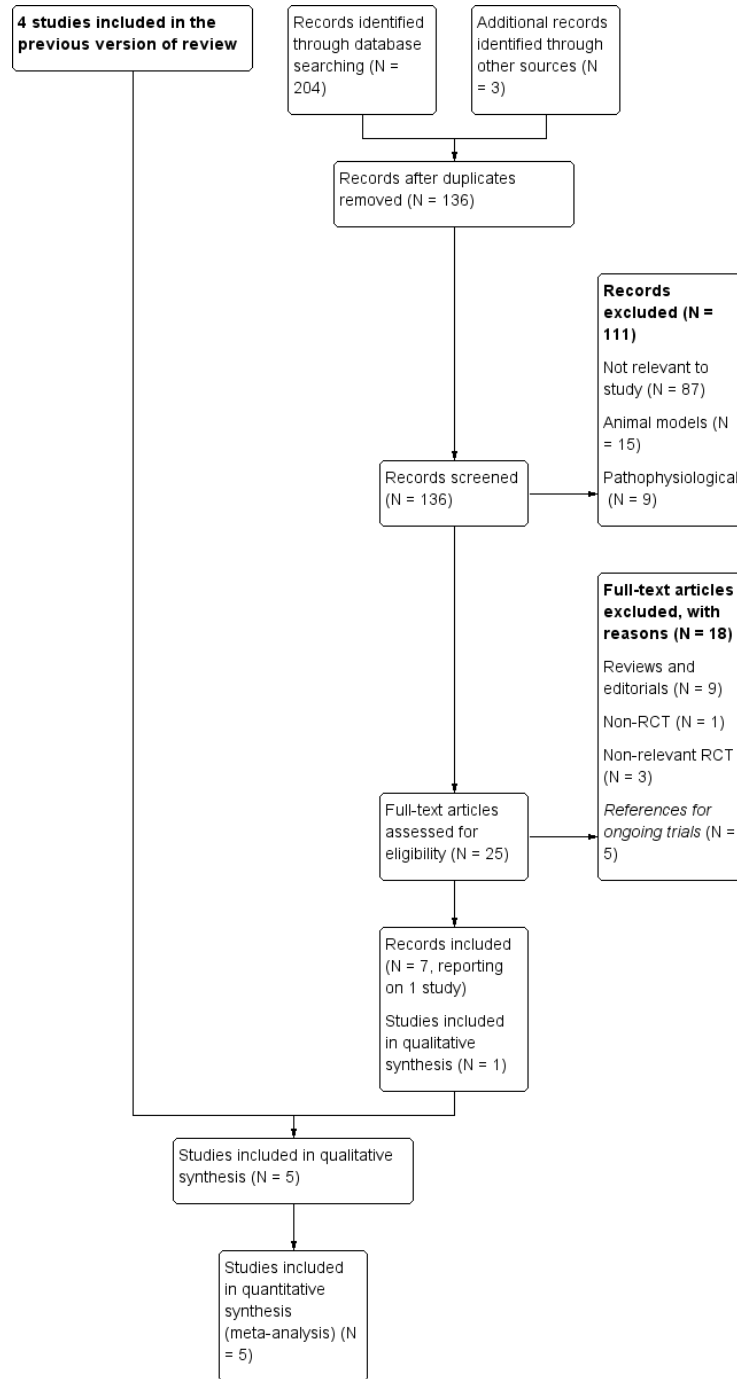 4 studies included in the
previous version of review
Records identified
through database
searching (N =
204)
Additional records
identified through
other sources (N
= 3)
Records after duplicates
removed (N = 136)
Records
excluded (N =
111)
Not relevant to
study (N = 87)
Animal models (N
= 15)
Pathophysiological
(N = 9)
Records screened
(N = 136)
Full-text articles
excluded, with
reasons (N = 18)
Reviews and
editorials (N = 9)
Non-RCT (N = 1)
Non-relevant RCT
(N = 3)
References for
ongoing trials (N =
5)
Full-text articles
assessed for
eligibility (N = 25)
Records included
(N = 7, reporting
on 1 study)
Studies included
in qualitative
synthesis (N = 1)
Studies included in qualitative
synthesis (N = 5)
Studies included
in quantitative
synthesis
(meta-analysis) (N
= 5)